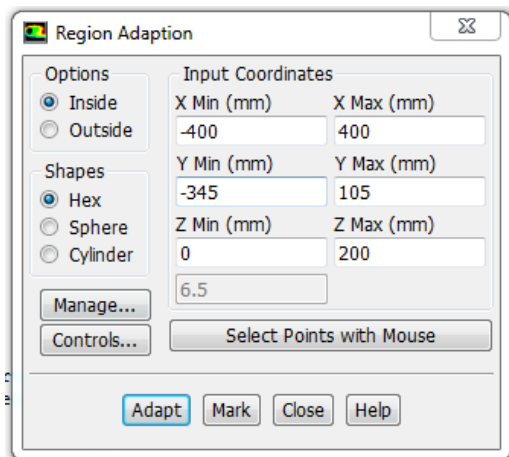 Region Adaption
Options
Inside
Outside
Shapes
Hex
Sphere
Cylinder
Manage...
Controls...
Input Coordinates
X Min (mm) X Max (mm)
-400 400
Y Min (mm) Y Max (mm)
-345 105
Z Min (mm) Z Max (mm)
0 200
6.5
Select Points with Mouse
Adapt Mark Close Help